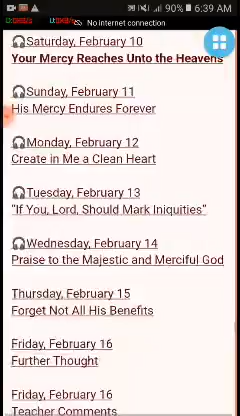 90% 6:39 AM
No internet connection
Saturday, February 10
Your Mercy Reaches Unto the Heavens
Sunday, February 11
His Mercy Endures Forever
Monday, February 12
Create in Me a Clean Heart
Tuesday, February 13
"If You, Lord, Should Mark Iniquities"
Wednesday, February 14
Praise to the Majestic and Merciful God
Thursday, February 15
Forget Not All His Benefits
Friday, February 16
Further Thought
Friday, February 16
Teacher Comments